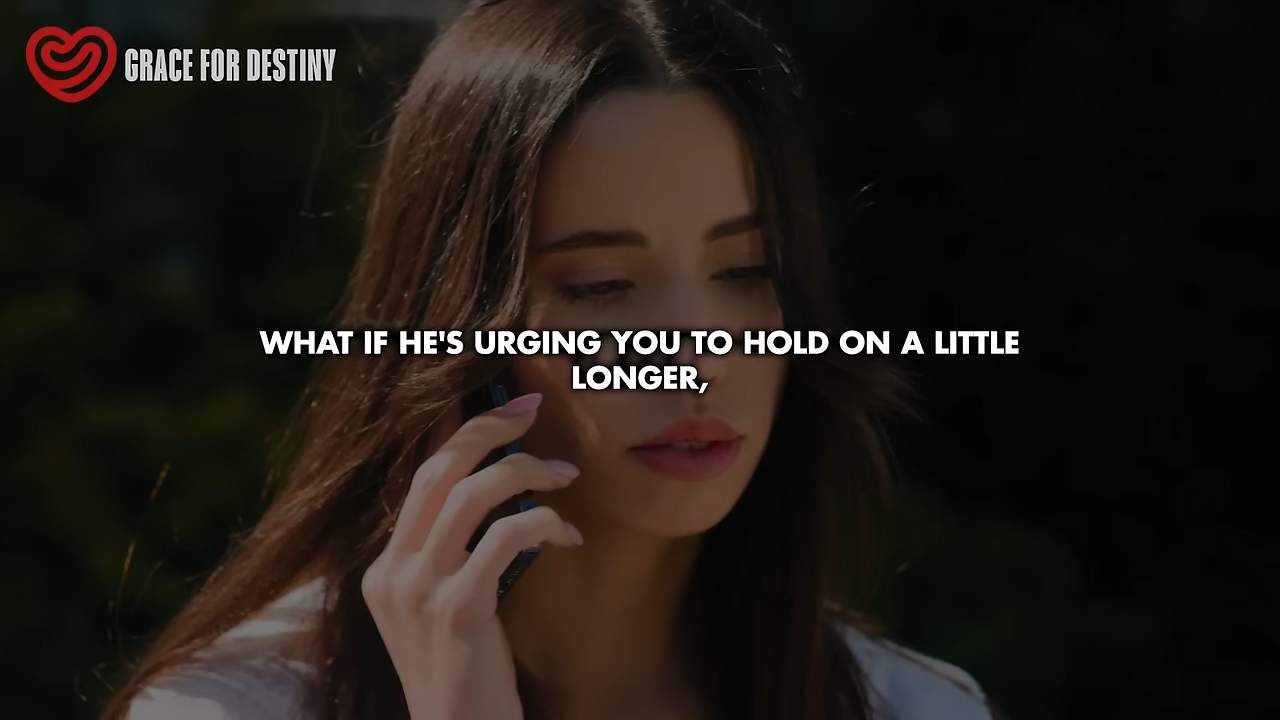 GRACE FOR DESTINY
WHAT IF HE'S URGING YOU TO HOLD ON A LITTLE
LONGER,